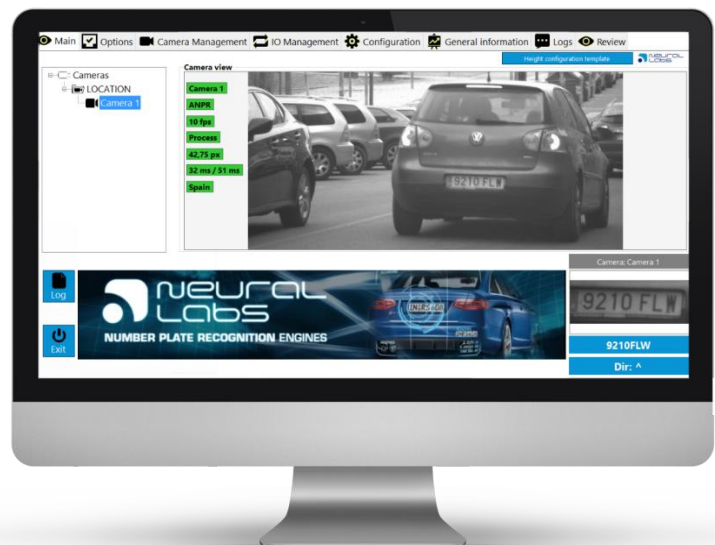 Main Options Camera Management IO Management Configuration General information Logs Review
Height configuration template
Neural Labs
Cameras
LOCATION
Camera 1
Camera view
Camera 1
ANPR
10 fps
Process
42,75 px
32 ms / 51 ms
Spain
9210 FLW
Log
Exit
Neural
Labs
NUMBER PLATE RECOGNITION ENGINES
Camera: Camera 1
9210 FLW
9210FLW
Dir: ^